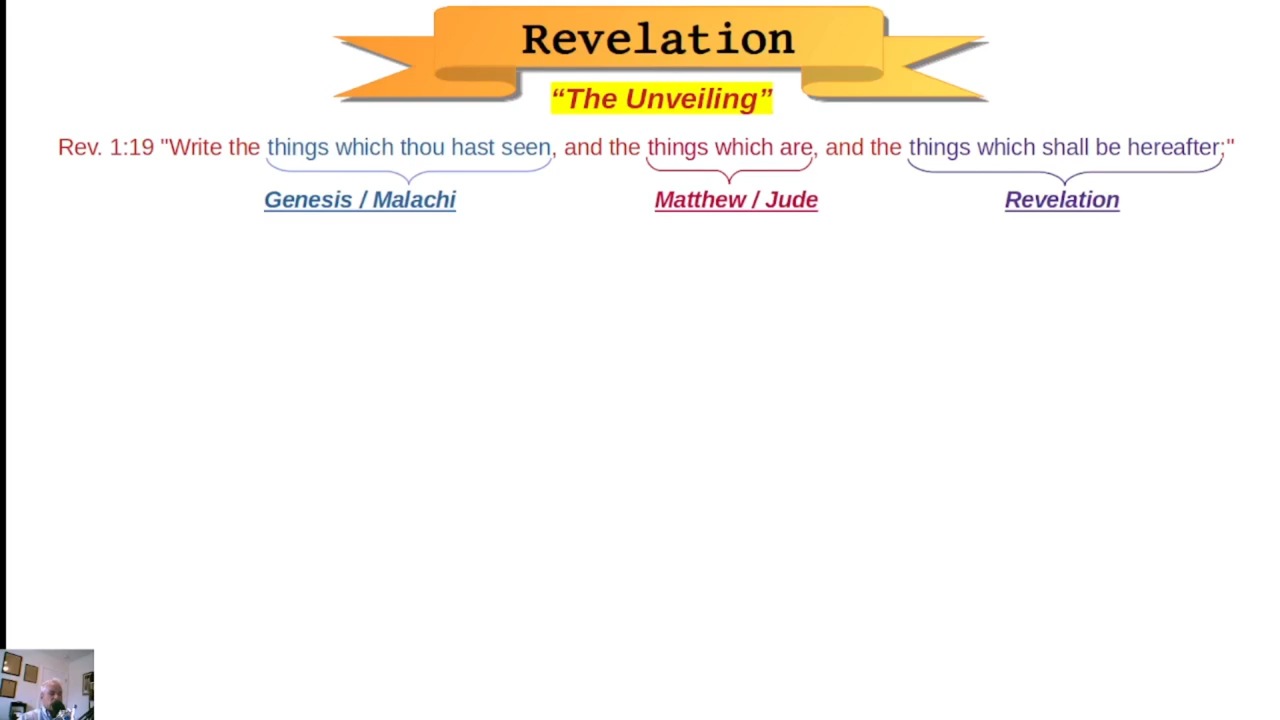 Revelation
“The Unveiling”
Rev. 1:19 "Write the things which thou hast seen, and the things which are, and the things which shall be hereafter;"
Genesis / Malachi Matthew / Jude Revelation